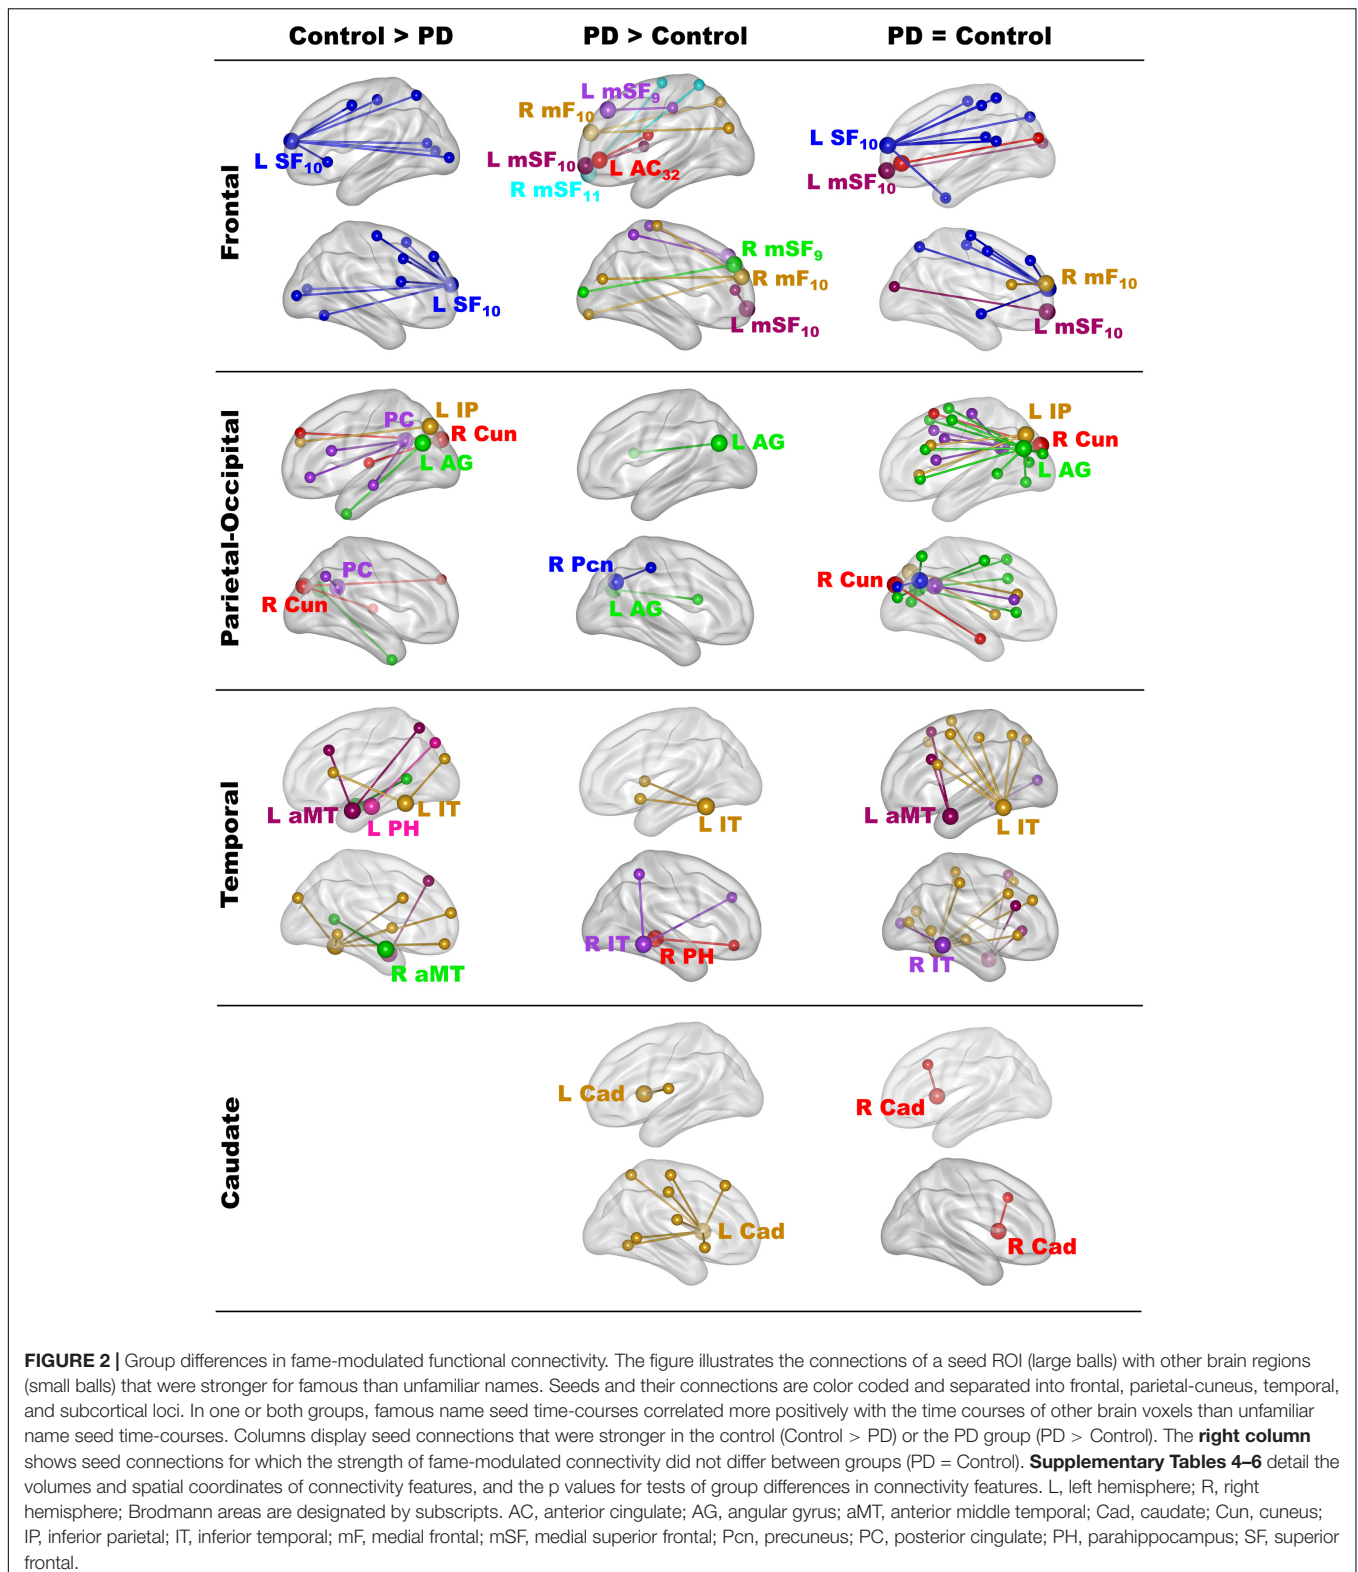 Control > PD PD > Control PD = Control
Frontal
L SF10
L mSF9
R mF10
L mSF10
L AC32
R mSF11
L SF10
L mSF10
L SF10
R mSF9
R mF10
L mSF10
R mF10
L mSF10
Parietal-Occipital
PC
L IP
R Cun
L AG
L AG
L IP
R Cun
L AG
PC
R Cun
R Pcn
L AG
R Cun
Temporal
L aMT
L PH
L IT
L IT
L aMT
L IT
R aMT
R IT
R PH
R IT
Caudate
L Cad
R Cad
L Cad
R Cad
FIGURE 2 | Group differences in fame-modulated functional connectivity. The figure illustrates the connections of a seed ROI (large balls) with other brain regions
(small balls) that were stronger for famous than unfamiliar names. Seeds and their connections are color coded and separated into frontal, parietal-cuneus, temporal,
and subcortical loci. In one or both groups, famous name seed time-courses correlated more positively with the time courses of other brain voxels than unfamiliar
name seed time-courses. Columns display seed connections that were stronger in the control (Control > PD) or the PD group (PD > Control). The right column
shows seed connections for which the strength of fame-modulated connectivity did not differ between groups (PD = Control). Supplementary Tables 4–6 detail the
volumes and spatial coordinates of connectivity features, and the p values for tests of group differences in connectivity features. L, left hemisphere; R, right
hemisphere; Brodmann areas are designated by subscripts. AC, anterior cingulate; AG, angular gyrus; aMT, anterior middle temporal; Cad, caudate; Cun, cuneus;
IP, inferior parietal; IT, inferior temporal; mF, medial frontal; mSF, medial superior frontal; Pcn, precuneus; PC, posterior cingulate; PH, parahippocampus; SF, superior
frontal.